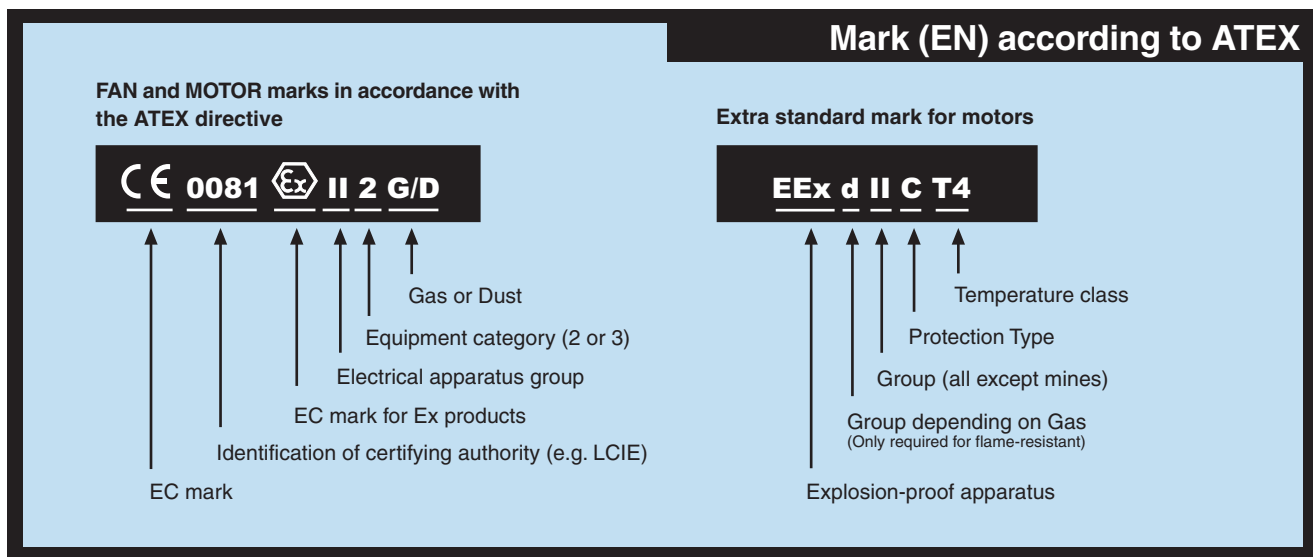 Mark (EN) according to ATEX
FAN and MOTOR marks in accordance with
the ATEX directive
CE 0081 Ex II 2 G/D
Gas or Dust
Equipment category (2 or 3)
Electrical apparatus group
EC mark for Ex products
Identification of certifying authority (e.g. LCIE)
EC mark
Extra standard mark for motors
EEx d II C T4
Temperature class
Protection Type
Group (all except mines)
Group depending on Gas
(Only required for flame-resistant)
Explosion-proof apparatus